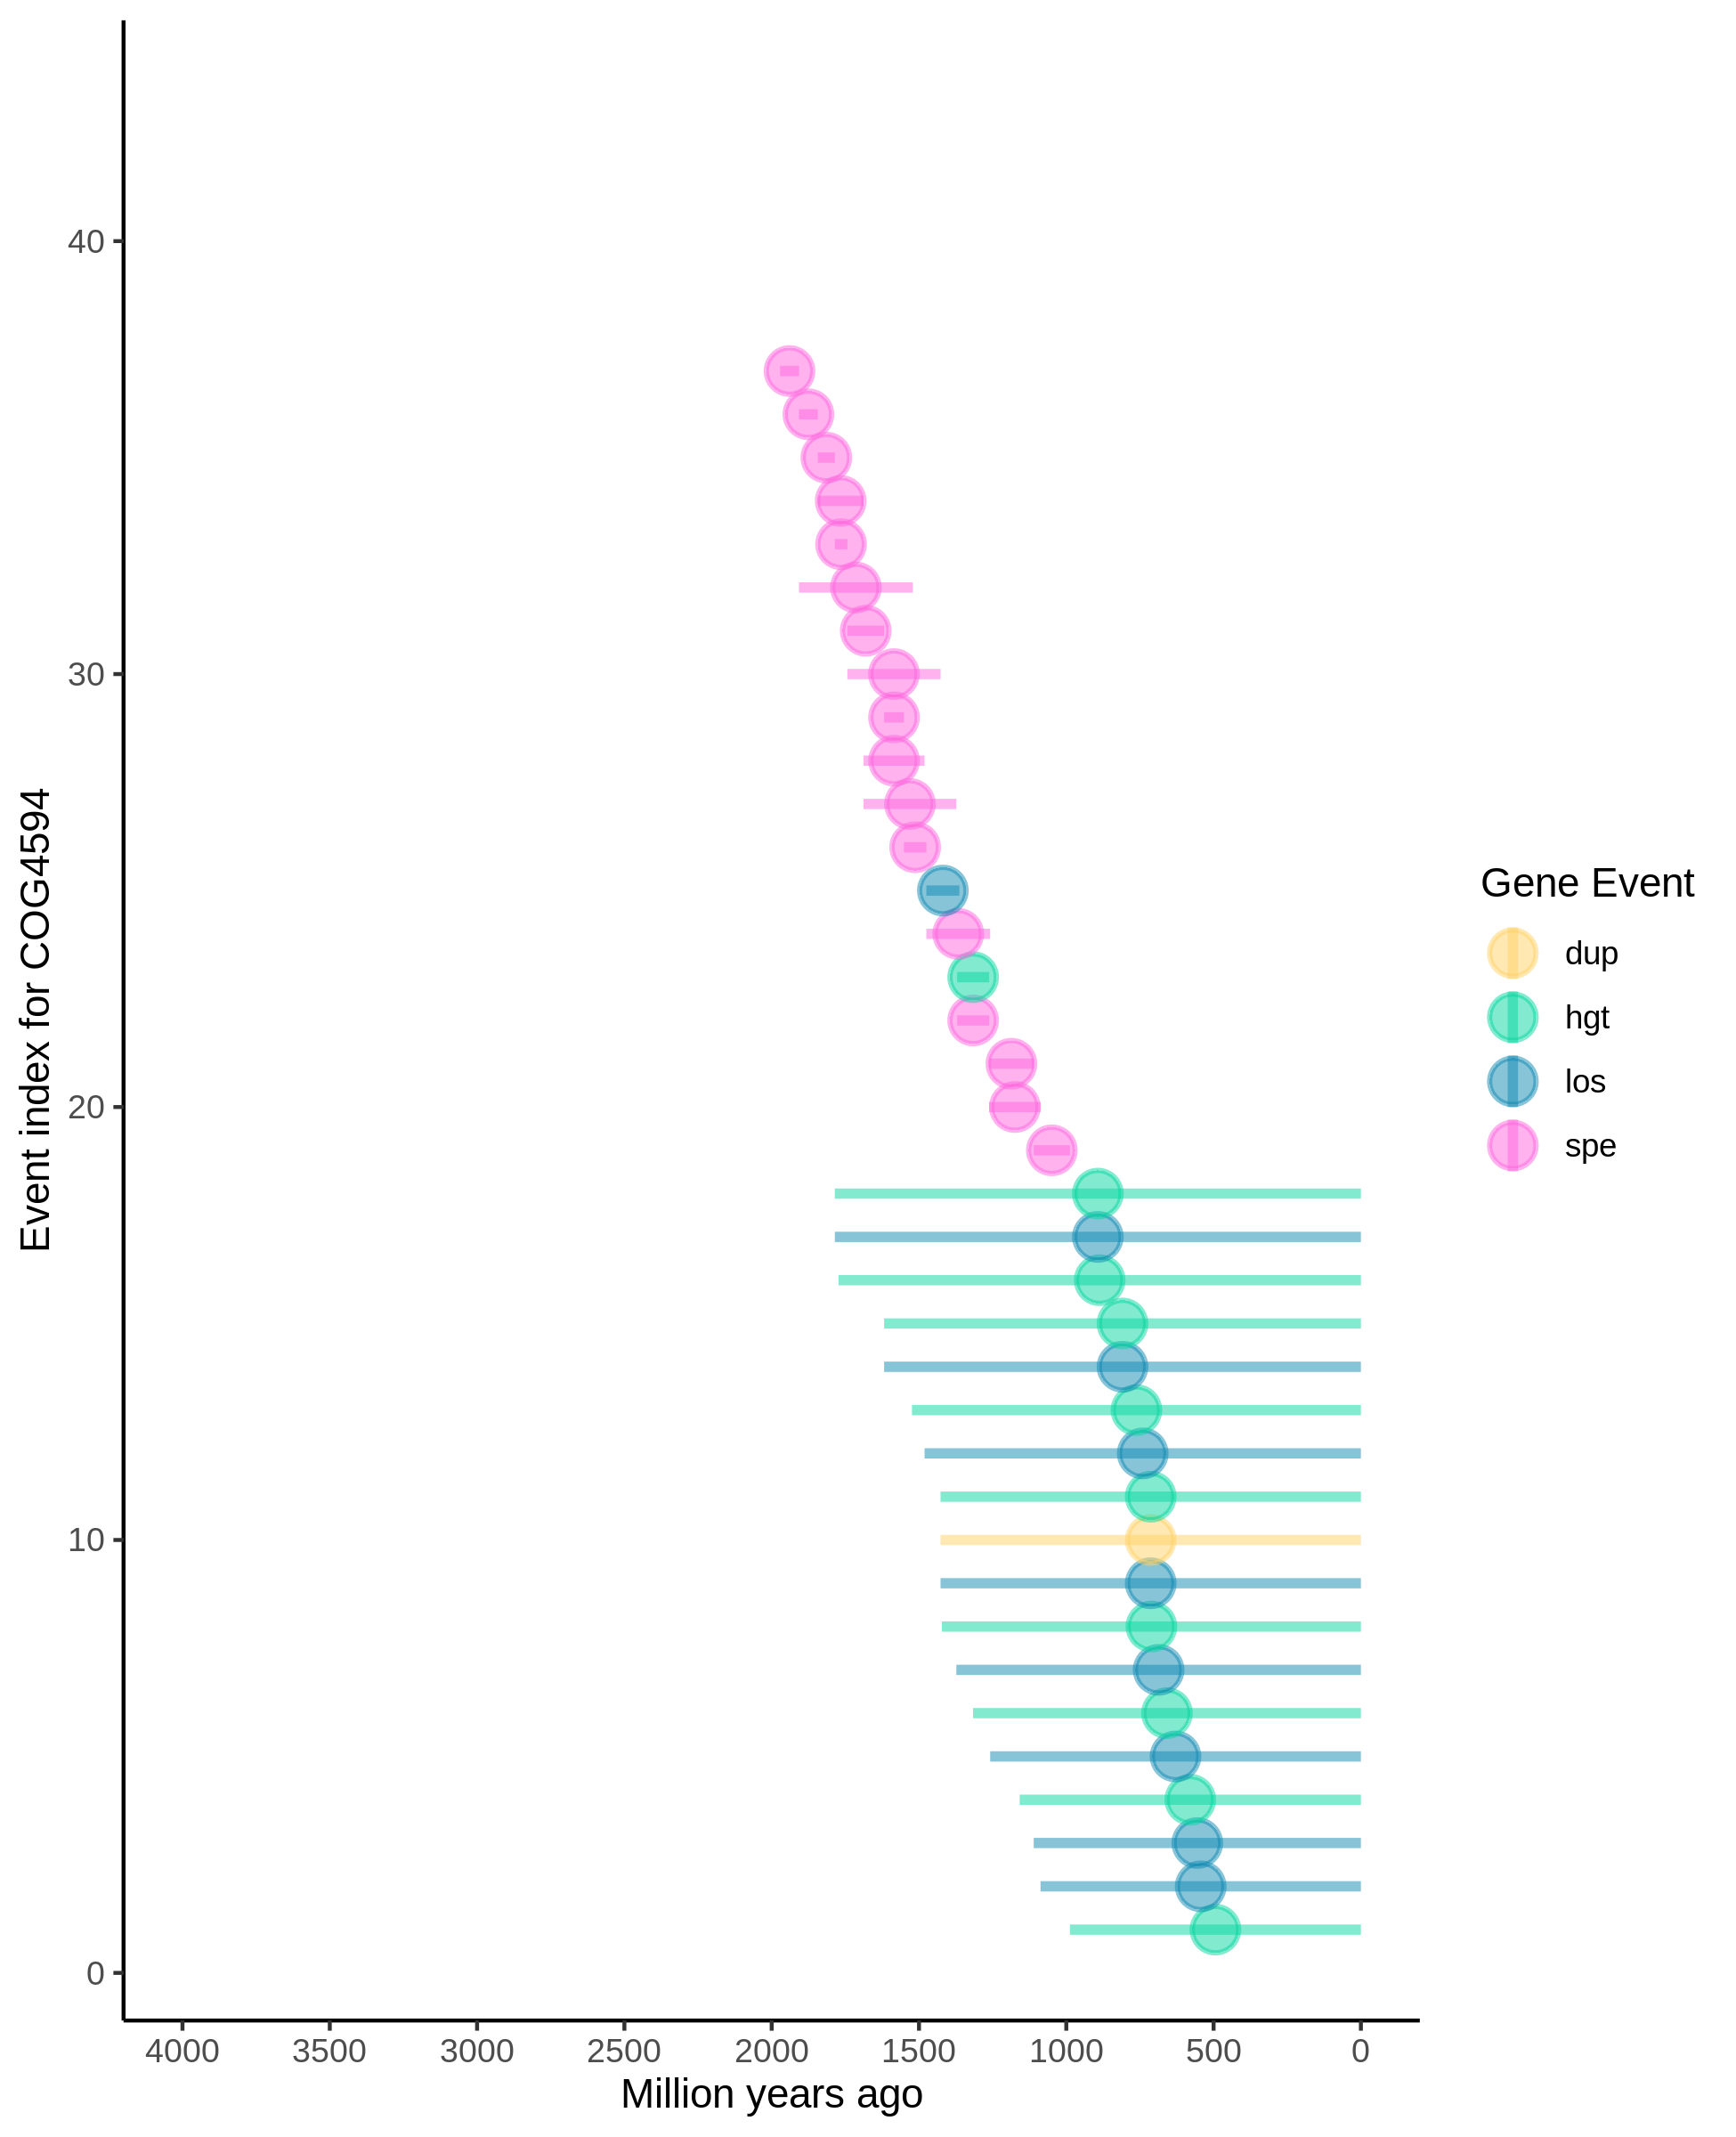 Event index for COG4594
40
30
20
10
0
4000 3500 3000 2500 2000 1500 1000 500 0
Million years ago
Gene Event
dup
hgt
los
spe